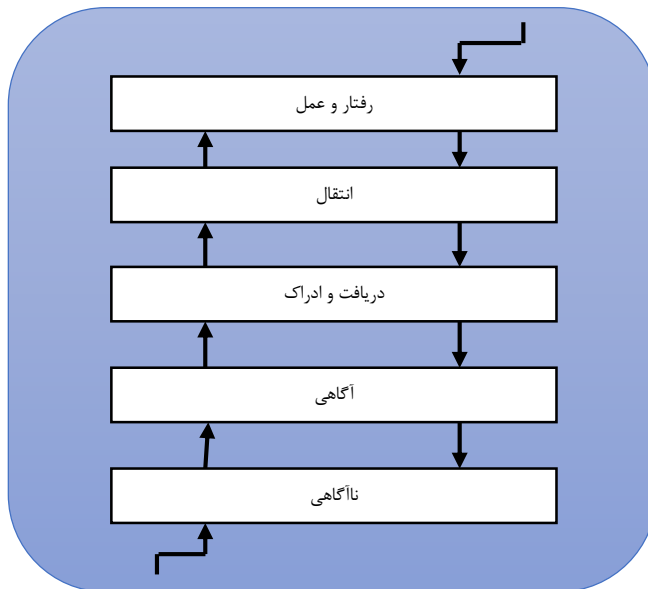 رفتار و عمل
انتقال
دریافت و ادراک
آگاهی
ناآگاهی